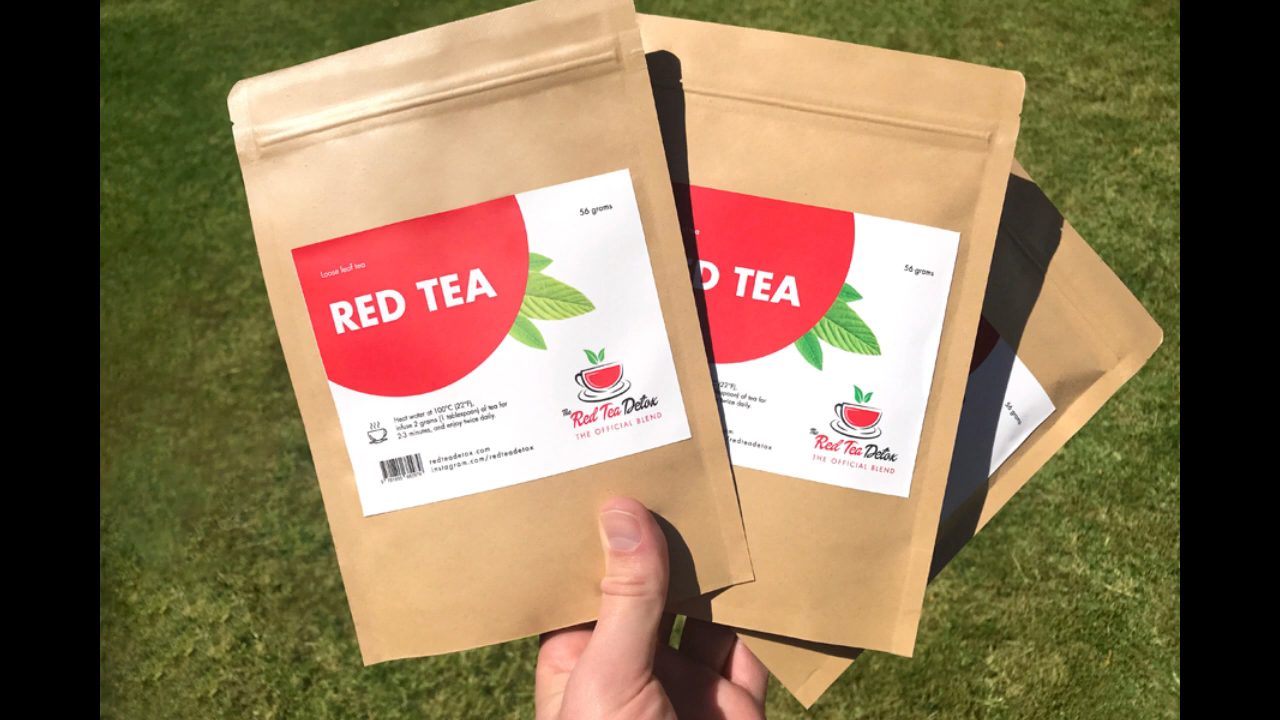 Loose leaf tea
RED TEA
56 grams
Heat water at 100°C (22°F),
infuse 2 grams (1 tablespoon) of tea for
2-3 minutes, and enjoy twice daily.
redteadetox.com
instagram.com/redteadetox
The Red Tea Detox
THE OFFICIAL BLEND
D TEA
56 grams
(22°F),
spoon) of tea for
twice daily.
/redteadetox
The Red Tea Detox
THE OFFICIAL BLEND
56 grams